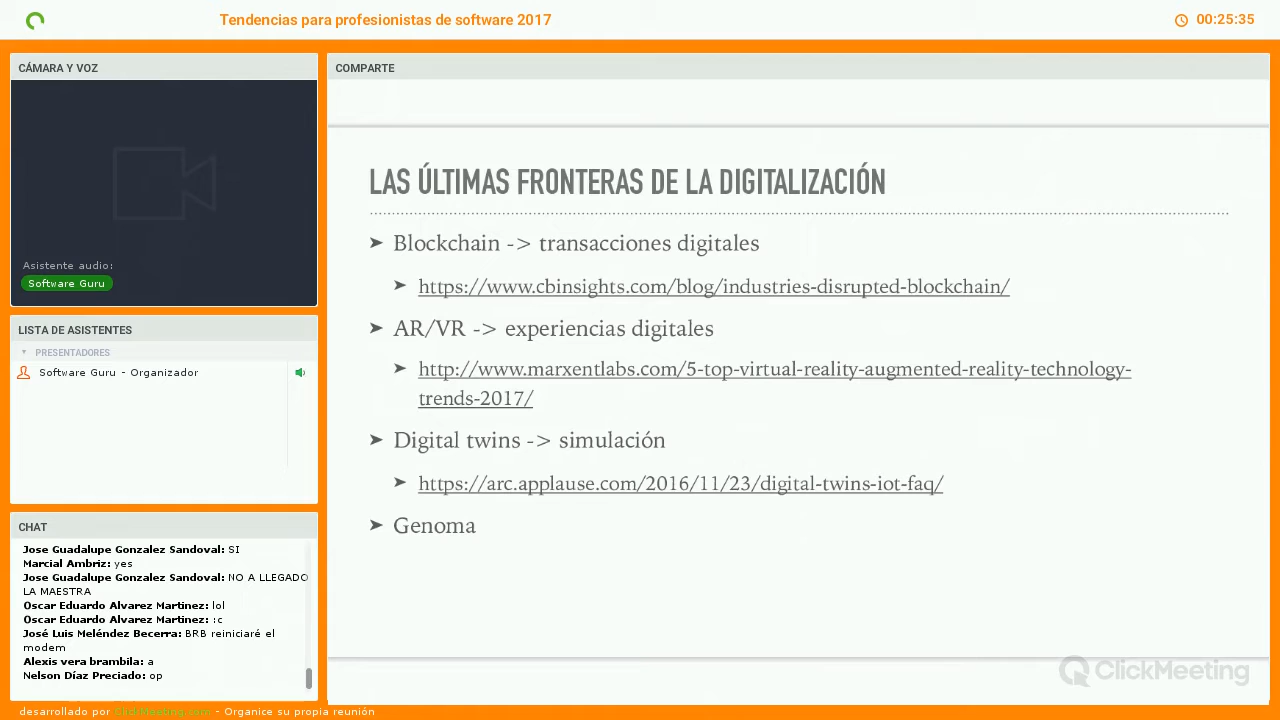 Tendencias para profesionistas de software 2017
00:25:35
CÁMARA Y VOZ
Asistente audio:
Software Guru
LISTA DE ASISTENTES
PRESENTADORES
Software Guru - Organizador
CHAT
Jose Guadalupe Gonzalez Sandoval: SI
Marcial Ambriz: yes
Jose Guadalupe Gonzalez Sandoval: NO A LLEGADO
LA MAESTRA
Oscar Eduardo Alvarez Martinez: lol
Oscar Eduardo Alvarez Martinez: :c
José Luis Meléndez Becerra: BRB reiniciaré el
modem
Alexis vera brambila: a
Nelson Díaz Preciado: op
COMPARTE
LAS ÚLTIMAS FRONTERAS DE LA DIGITALIZACIÓN
➤ Blockchain -> transacciones digitales
➤ https://www.cbinsights.com/blog/industries-disrupted-blockchain/
➤ AR/VR -> experiencias digitales
➤ http://www.marxentlabs.com/5-top-virtual-reality-augmented-reality-technology-
trends-2017/
➤ Digital twins -> simulación
➤ https://arc.applause.com/2016/11/23/digital-twins-iot-faq/
➤ Genoma
ClickMeeting
desarrollado por ClickMeeting.com - Organice su propia reunión